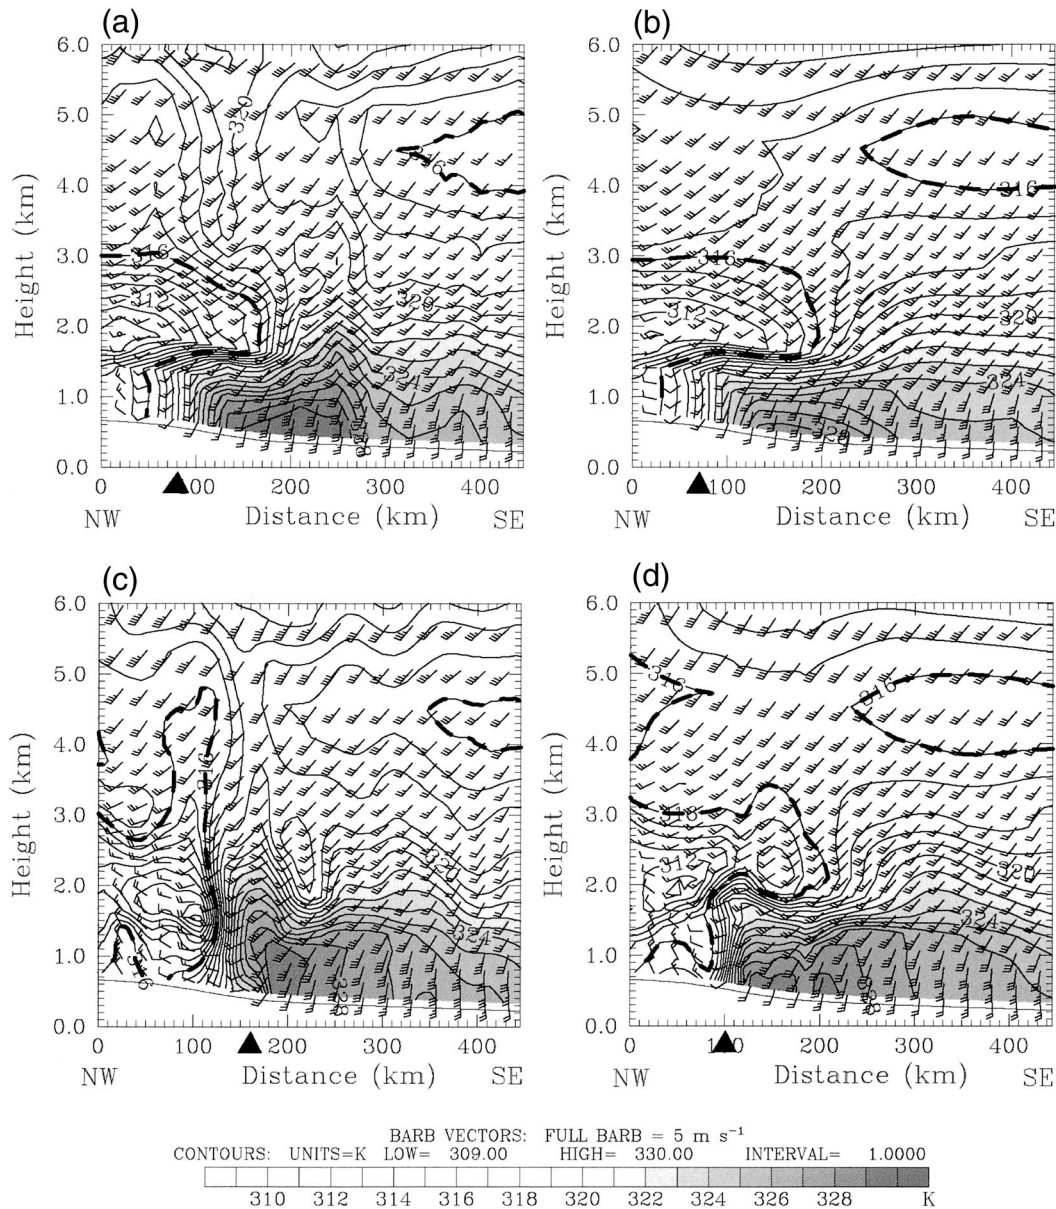 (a) (b)
6.0 6.0
5.0 320 5.0
316
4.0 4.0 316
Height (km) Height (km)
3.0 316 3.0 316
312 320 312
2.0 2.0 320
324 324
1.0 1.0
328 328
0.0 0.0
0 100 200 300 400 0 100 200 300 400
NW Distance (km) SE NW Distance (km) SE
(c) (d)
6.0 6.0
5.0 5.0 316 316
4.0 4.0
316
Height (km) Height (km)
3.0 3.0 316
320 312
2.0 2.0 320
324 324
1.0 316 1.0
328 328
0.0 0.0
0 100 200 300 400 0 200 300 400
NW Distance (km) SE NW Distance (km) SE
BARB VECTORS: FULL BARB = 5 m s⁻¹
CONTOURS: UNITS=K LOW= 309.00 HIGH= 330.00 INTERVAL= 1.0000
310 312 314 316 318 320 322 324 326 328 K